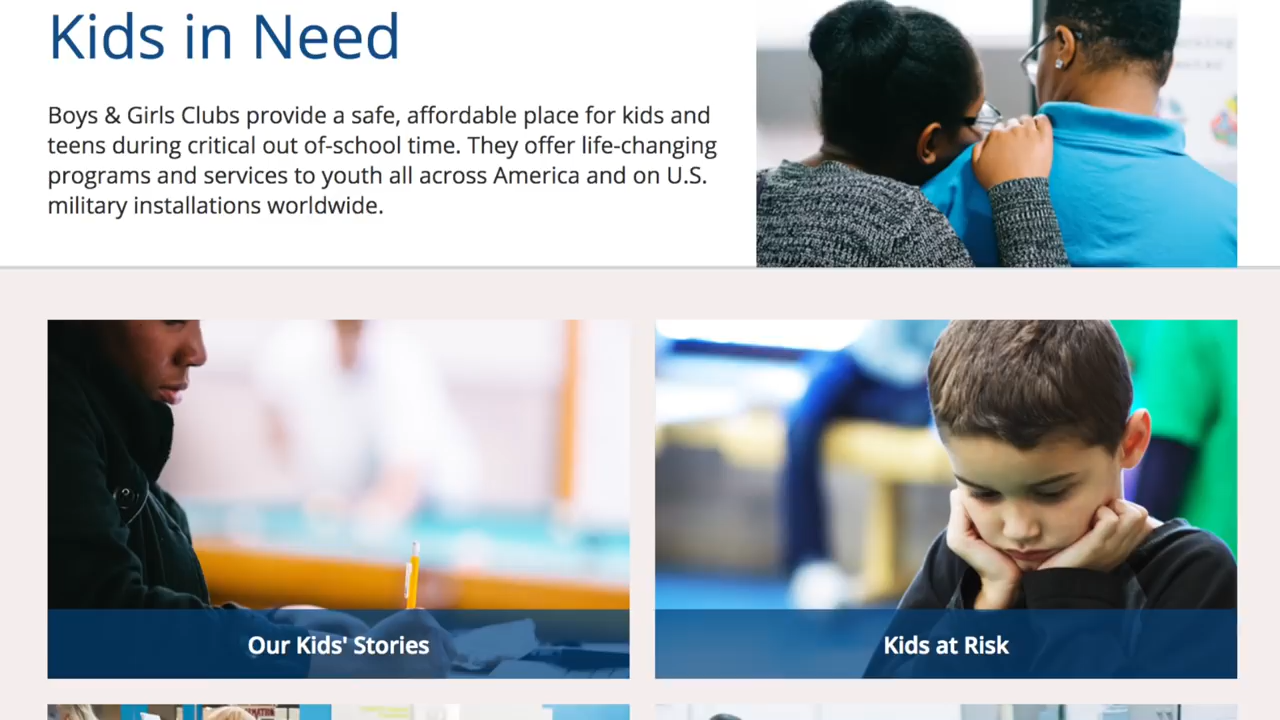 Kids in Need
Boys & Girls Clubs provide a safe, affordable place for kids and
teens during critical out of-school time. They offer life-changing
programs and services to youth all across America and on U.S.
military installations worldwide.
Our Kids' Stories
Kids at Risk